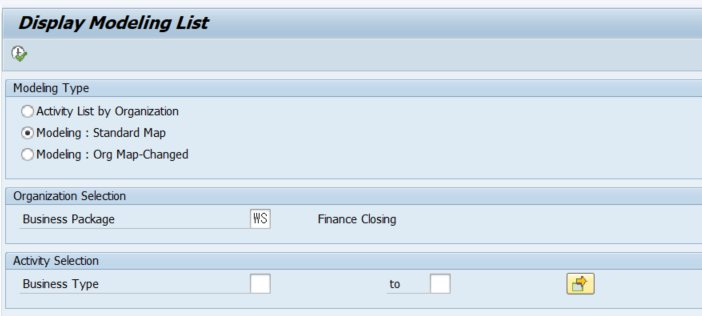 Display Modeling List
Modeling Type
Activity List by Organization
Modeling : Standard Map
Modeling : Org Map-Changed
Organization Selection
Business Package ₩S Finance Closing
Activity Selection
Business Type to